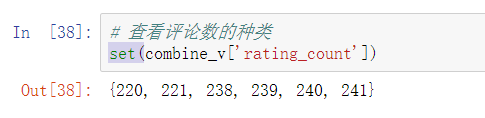 In [38]: # 查看评论数的种类
set(combine_v['rating_count'])
Out[38]: {220, 221, 238, 239, 240, 241}